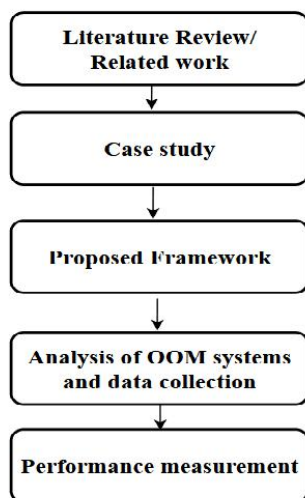 Literature Review/
Related work
Case study
Proposed Framework
Analysis of OOM systems
and data collection
Performance measurement